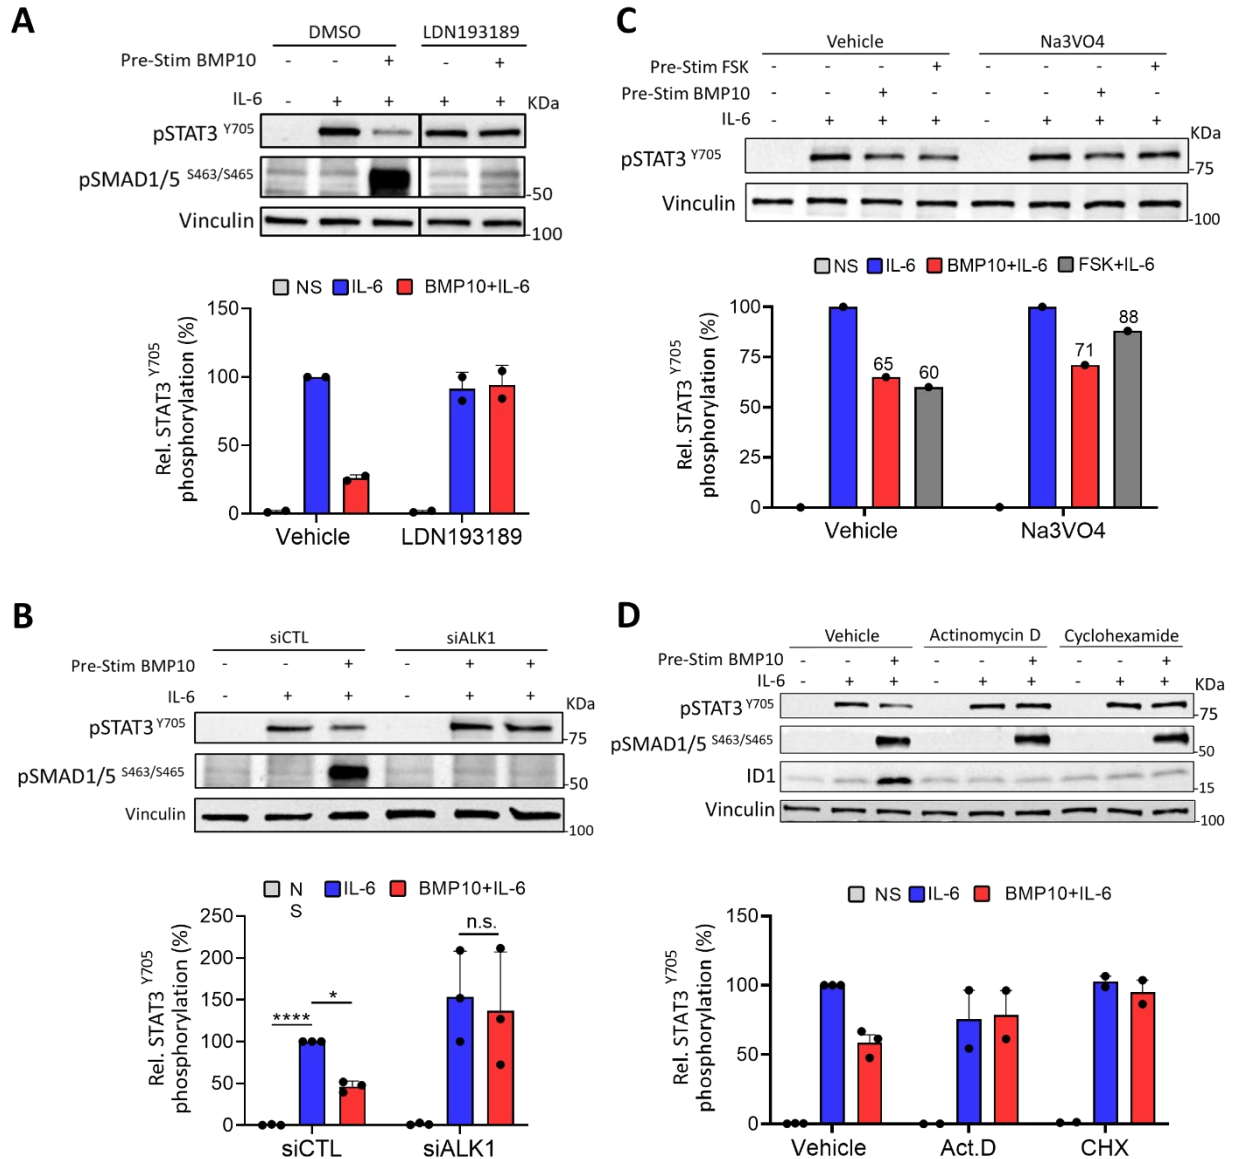 A
DMSO LDN193189
Pre-Stim BMP10 - - + - +
IL-6 - + + + + KDa
pSTAT3 Y705
pSMAD1/5 S463/S465
-50
Vinculin
-100
NS IL-6 BMP10+IL-6
Rel. STAT3 Y705
phosphorylation (%)
150
100
50
0
Vehicle LDN193189
B
siCTL siALK1
Pre-Stim BMP10 - - + - + +
IL-6 - + + - + +
KDa
pSTAT3 Y705
-75
pSMAD1/5 S463/S465
-50
Vinculin
-100
N IL-6 BMP10+IL-6
S
Rel. STAT3 Y705
phosphorylation (%)
250
200
150
100
50
0
**** * n.s.
siCTL siALK1
C
Vehicle Na3VO4
Pre-Stim FSK - - - + - - - +
Pre-Stim BMP10 - - + - - - + -
IL-6 - + + + - + + +
KDa
pSTAT3 Y705
-75
Vinculin
-100
NS IL-6 BMP10+IL-6 FSK+IL-6
Rel. STAT3 Y705
phosphorylation (%)
100
75
50
25
0
65 60 71 88
Vehicle Na3VO4
D
Vehicle Actinomycin D Cyclohexamide
Pre-Stim BMP10 - - + - - + - - +
IL-6 - + + - + + - + + KDa
pSTAT3 Y705
-75
pSMAD1/5 S463/S465
-50
ID1
-15
Vinculin
-100
NS IL-6 BMP10+IL-6
Rel. STAT3 Y705
phosphorylation (%)
150
100
50
0
Vehicle Act.D CHX